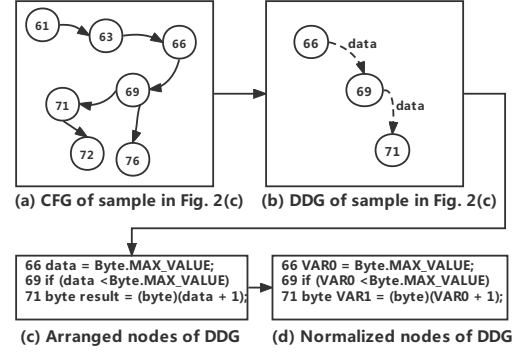 61
63
66
69
71
72
76
(a) CFG of sample in Fig. 2(c)
66
data
69
data
71
(b) DDG of sample in Fig. 2(c)
66 data = Byte.MAX_VALUE;
69 if (data <Byte.MAX_VALUE)
71 byte result = (byte)(data + 1);
(c) Arranged nodes of DDG
66 VAR0 = Byte.MAX_VALUE;
69 if (VAR0 <Byte.MAX_VALUE)
71 byte VAR1 = (byte)(VAR0 + 1);
(d) Normalized nodes of DDG